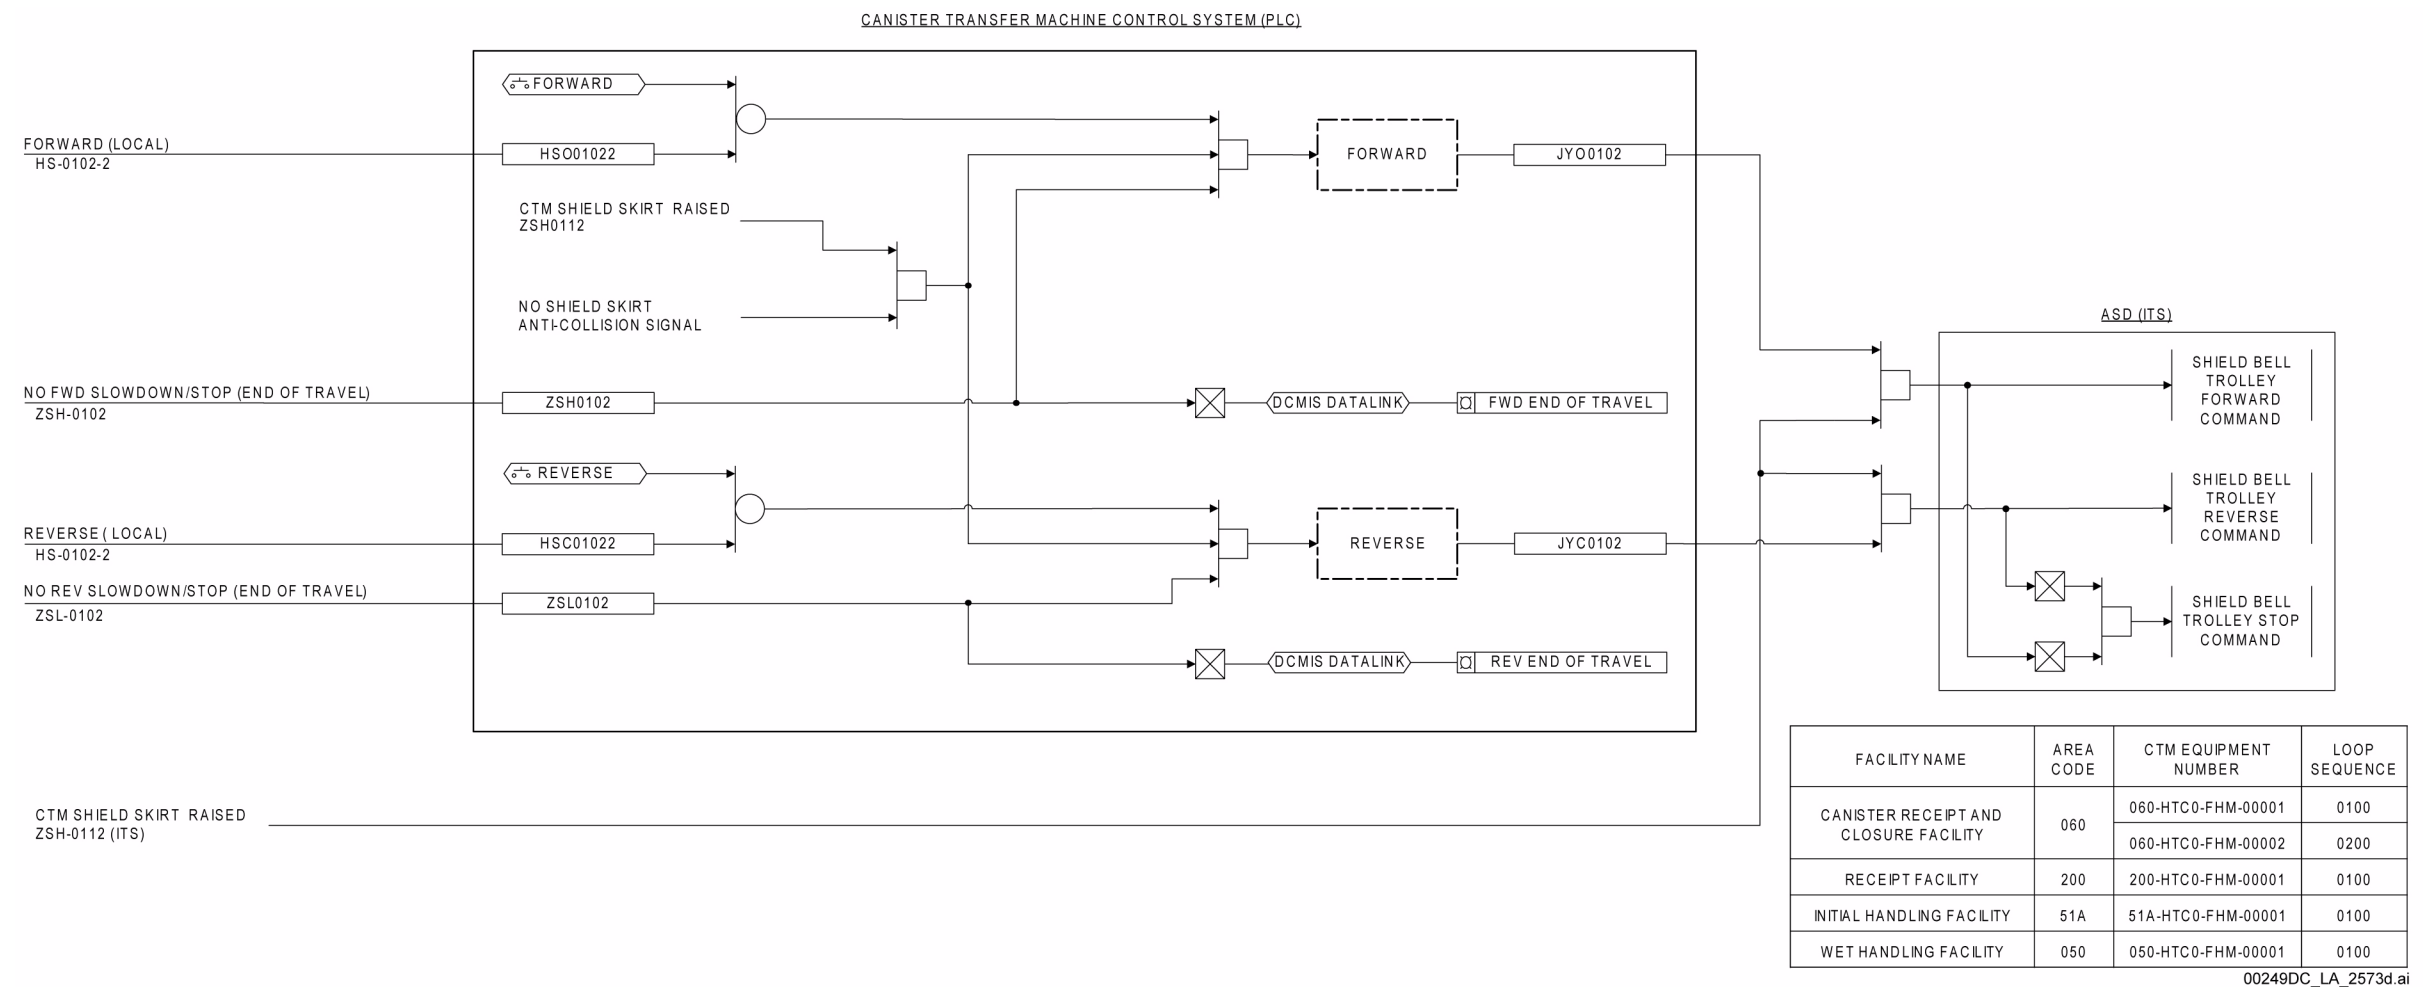 CANISTER TRANSFER MACHINE CONTROL SYSTEM (PLC)
FORWARD
FORWARD (LOCAL)
HS-0102-2
HSO01022
FORWARD
JYO0102
CTM SHIELD SKIRT RAISED
ZSH0112
NO SHIELD SKIRT
ANTI-COLLISION SIGNAL
NO FWD SLOWDOWN/STOP (END OF TRAVEL)
ZSH-0102
ZSH0102
DCMIS DATALINK
FWD END OF TRAVEL
REVERSE
REVERSE ( LOCAL)
HS-0102-2
HSC01022
REVERSE
JYC0102
NO REV SLOWDOWN/STOP (END OF TRAVEL)
ZSL-0102
ZSL0102
DCMIS DATALINK
REV END OF TRAVEL
CTM SHIELD SKIRT RAISED
ZSH-0112 (ITS)
ASD (ITS)
SHIELD BELL
TROLLEY
FORWARD
COMMAND
SHIELD BELL
TROLLEY
REVERSE
COMMAND
SHIELD BELL
TROLLEY STOP
COMMAND
FACILITY NAME
AREA
CODE
CTM EQUIPMENT
NUMBER
LOOP
SEQUENCE
CANISTER RECEIPT AND
CLOSURE FACILITY
060
060-HTC0-FHM-00001
0100
060-HTC0-FHM-00002
0200
RECEIPT FACILITY
200
200-HTC0-FHM-00001
0100
INITIAL HANDLING FACILITY
51A
51A-HTC0-FHM-00001
0100
WET HANDLING FACILITY
050
050-HTC0-FHM-00001
0100
00249DC_LA_2573d.ai